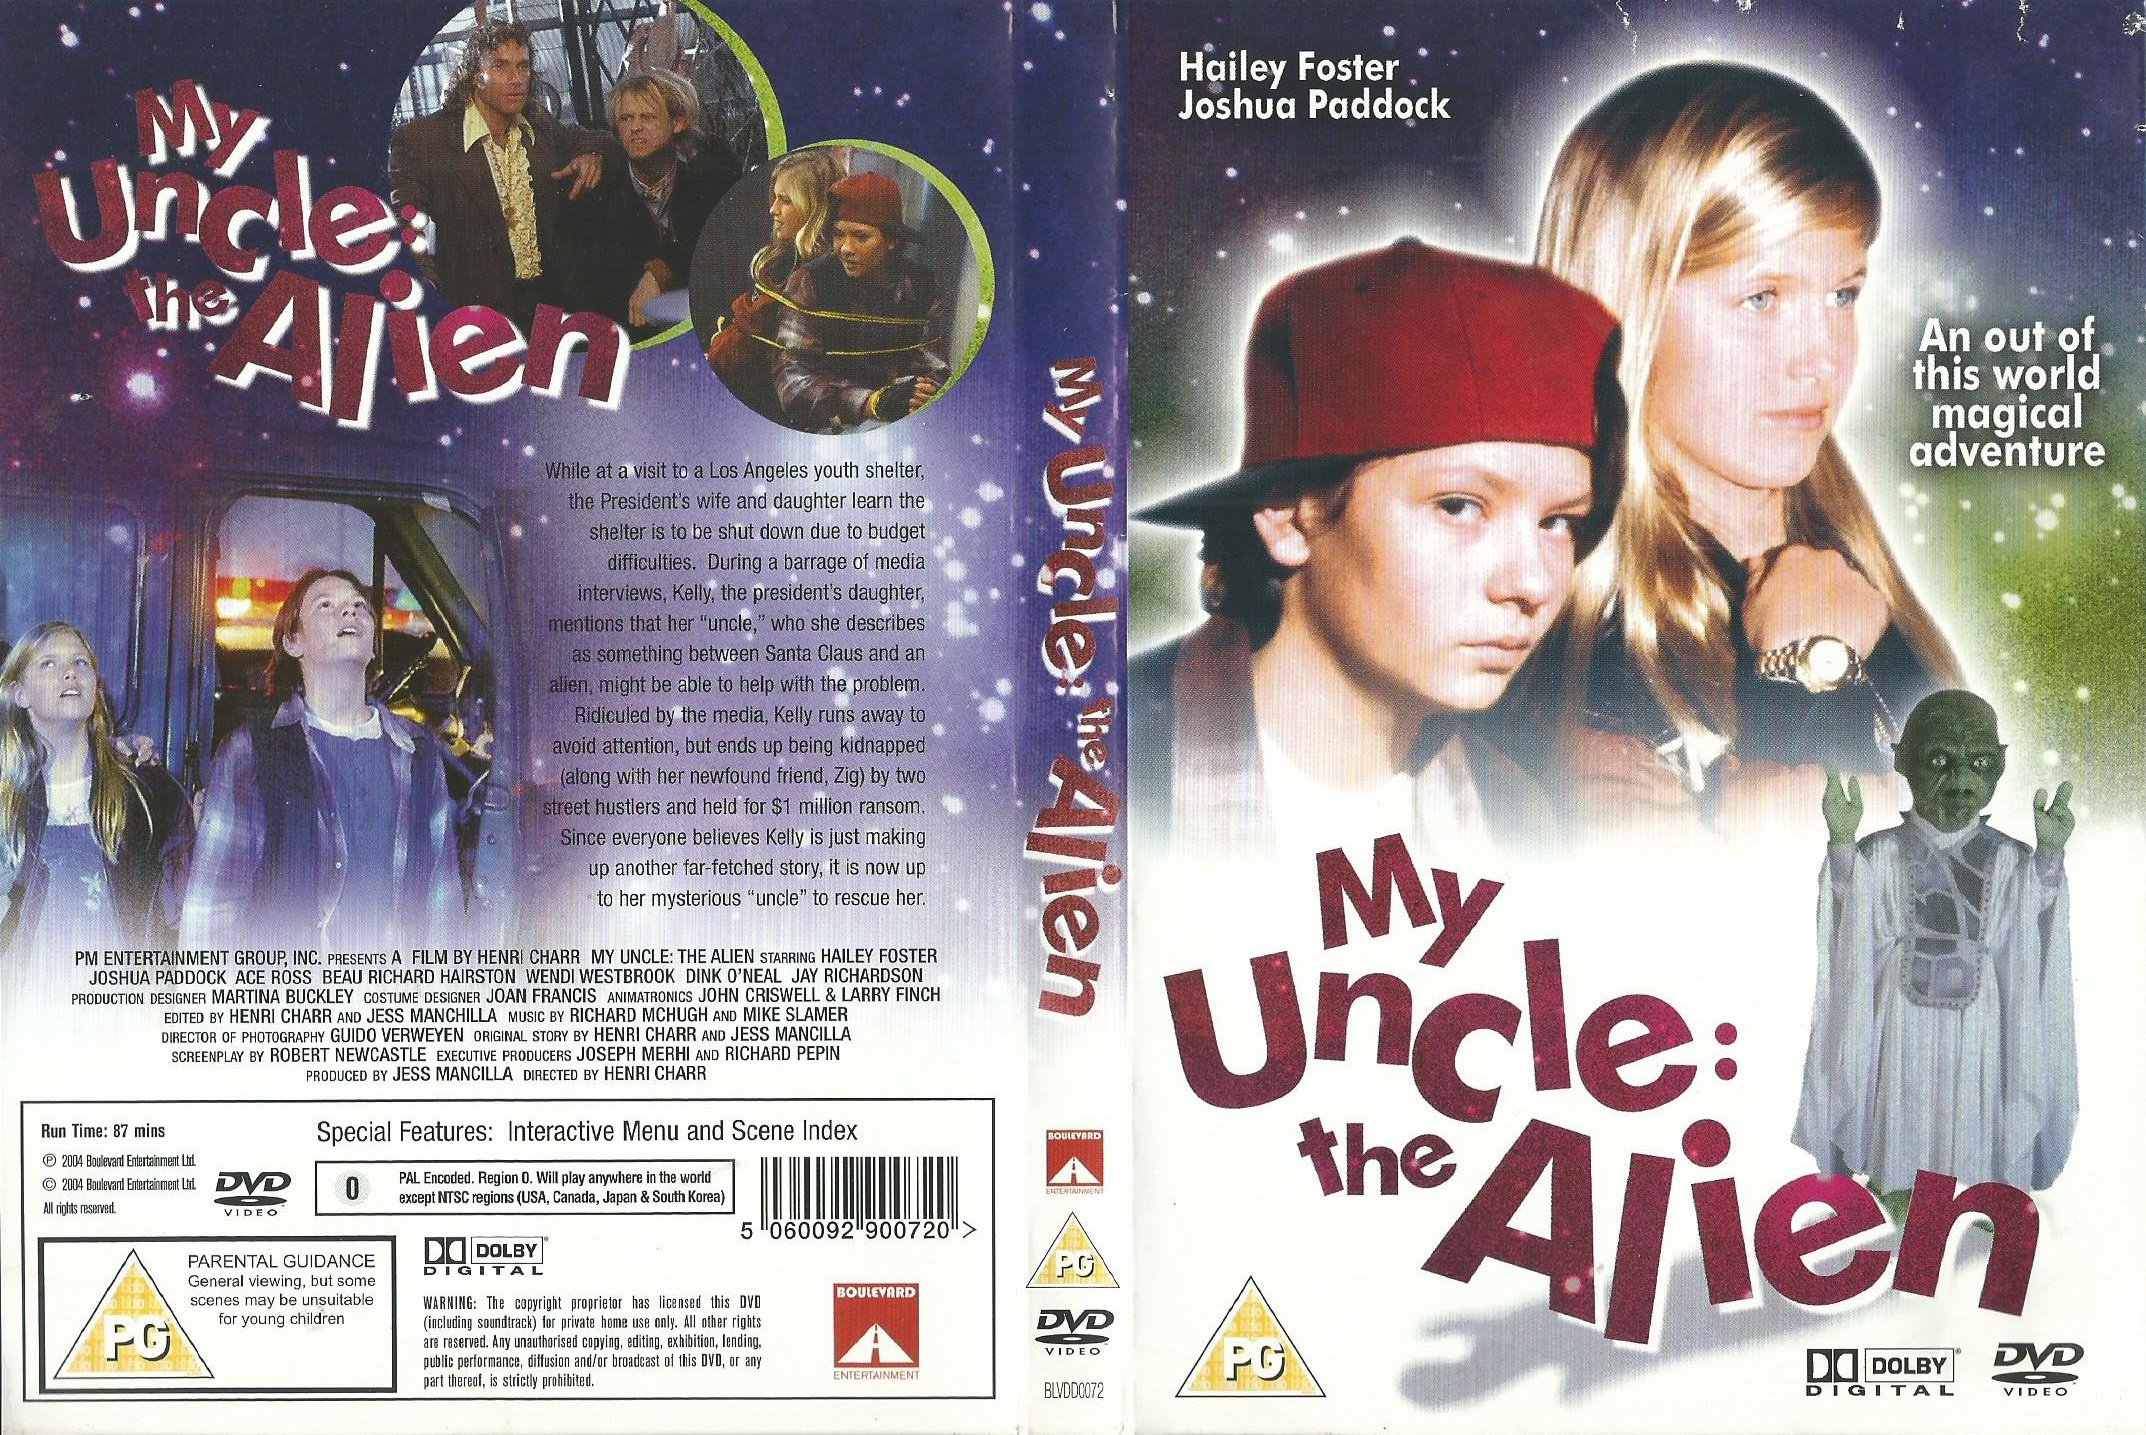 My
Uncle:
the Alien
While at a visit to a Los Angeles youth shelter,
the President's wife and daughter learn the
shelter is to be shut down due to budget
difficulties. During a barrage of media
interviews, Kelly, the president's daughter,
mentions that her "uncle," who she describes
as something between Santa Claus and an
alien, might be able to help with the problem.
Ridiculed by the media, Kelly runs away to
avoid attention, but ends up being kidnapped
(along with her newfound friend, Zig) by two
street hustlers and held for $1 million ransom.
Since everyone believes Kelly is just making
up another far-fetched story, it is now up
to her mysterious "uncle" to rescue her.
PM ENTERTAINMENT GROUP, INC. PRESENTS A FILM BY HENRI CHARR MY UNCLE: THE ALIEN STARRING HAILEY FOSTER
JOSHUA PADDOCK ACE ROSS BEAU RICHARD HAIRSTON WENDI WESTBROOK DINK O'NEAL JAY RICHARDSON
PRODUCTION DESIGNER MARTINA BUCKLEY COSTUME DESIGNER JOAN FRANCIS ANIMATRONICS JOHN CRISWELL & LARRY FINCH
EDITED BY HENRI CHARR AND JESS MANCHILLA MUSIC BY RICHARD MCHUGH AND MIKE SLAMER
DIRECTOR OF PHOTOGRAPHY GUIDO VERWEYEN ORIGINAL STORY BY HENRI CHARR AND JESS MANCILLA
SCREENPLAY BY ROBERT NEWCASTLE EXECUTIVE PRODUCERS JOSEPH MERHI AND RICHARD PEPIN
PRODUCED BY JESS MANCILLA DIRECTED BY HENRI CHARR
Run Time: 87 mins
℗ 2004 Boulevard Entertainment Ltd.
© 2004 Boulevard Entertainment Ltd.
All rights reserved.
DVD
VIDEO
Special Features: Interactive Menu and Scene Index
0
PAL Encoded. Region 0. Will play anywhere in the world
except NTSC regions (USA, Canada, Japan & South Korea)
5 060092 900720 >
PG
PARENTAL GUIDANCE
General viewing, but some
scenes may be unsuitable
for young children
DOLBY
DIGITAL
WARNING: The copyright proprietor has licensed this DVD
(including soundtrack) for private home use only. All other rights
are reserved. Any unauthorised copying, editing, exhibition, lending,
public performance, diffusion and/or broadcast of this DVD, or any
part thereof, is strictly prohibited.
BOULEVARD
ENTERTAINMENT
My Uncle: the Alien
BOULEVARD
ENTERTAINMENT
PG
DVD
VIDEO
BLVDD0072
Hailey Foster
Joshua Paddock
An out of
this world
magical
adventure
My
Uncle:
the Alien
PG
DOLBY
DIGITAL
DVD
VIDEO